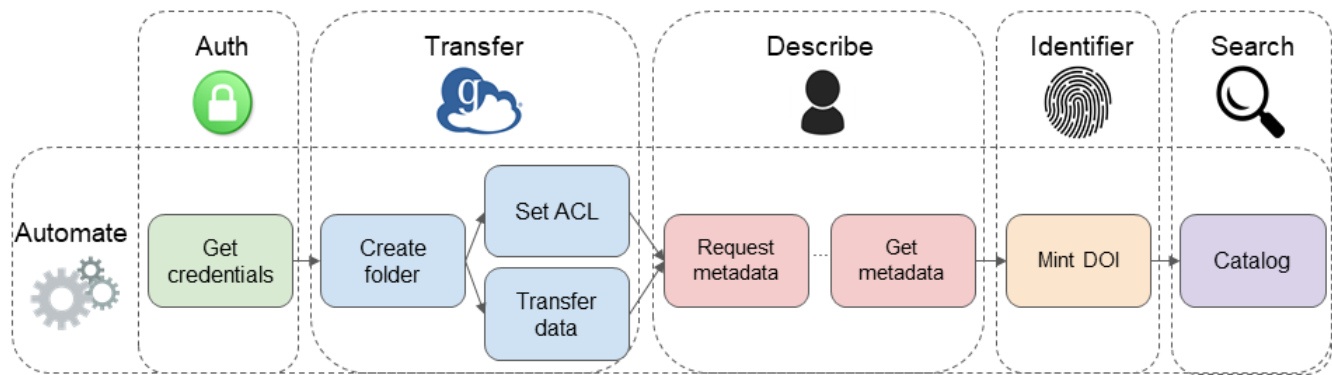 Auth
Transfer
Describe
Identifier
Search
g
Automate
Get
credentials
Create
folder
Set ACL
Transfer
data
Request
metadata
Get
metadata
Mint DOI
Catalog